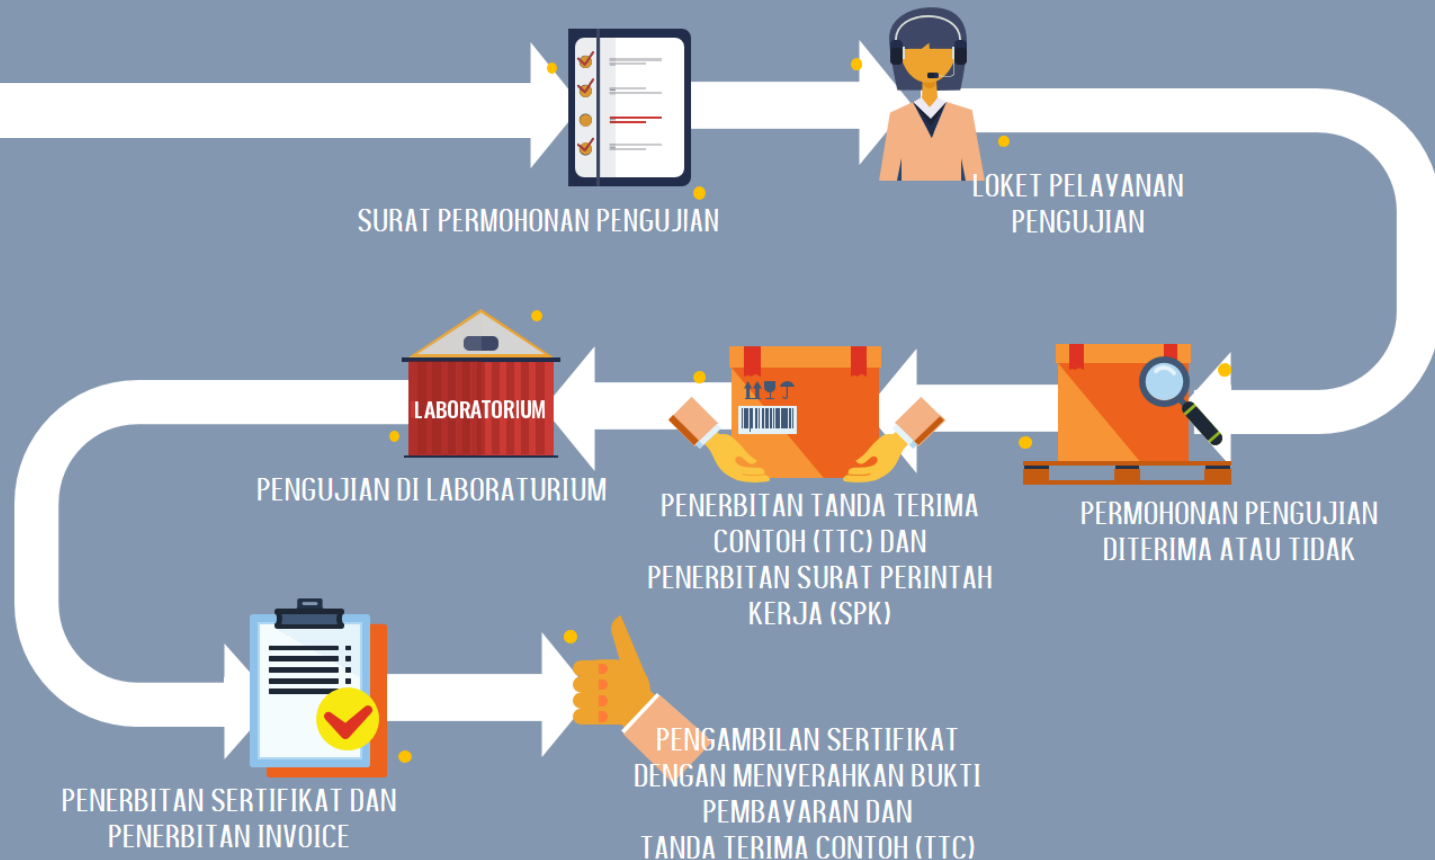 SURAT PERMOHONAN PENGUJIAN
LOKET PELAYANAN
PENGUJIAN
PERMOHONAN PENGUJIAN
DITERIMA ATAU TIDAK
PENERBITAN TANDA TERIMA
CONTOH (TTC) DAN
PENERBITAN SURAT PERINTAH
KERJA (SPK)
LABORATORIUM
PENGUJIAN DI LABORATURIUM
PENERBITAN SERTIFIKAT DAN
PENERBITAN INVOICE
PENGAMBILAN SERTIFIKAT
DENGAN MENYERAHKAN BUKTI
PEMBAYARAN DAN
TANDA TERIMA CONTOH (TTC)